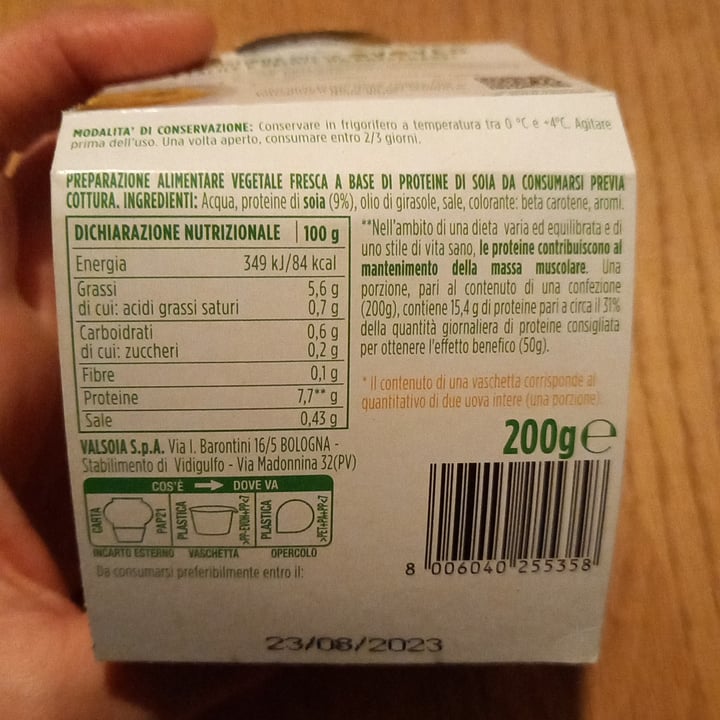 MODALITA' DI CONSERVAZIONE: Conservare in frigorifero a temperatura tra 0 °C e +4°C. Agitare
prima dell'uso. Una volta aperto, consumare entro 2/3 giorni.
PREPARAZIONE ALIMENTARE VEGETALE FRESCA A BASE DI PROTEINE DI SOIA DA CONSUMARSI PREVIA
COTTURA. INGREDIENTI: Acqua, proteine di soia (9%), olio di girasole, sale, colorante: beta carotene, aromi.
DICHIARAZIONE NUTRIZIONALE 100 g
Energia 349 kJ/84 kcal
Grassi 5,6 g
di cui: acidi grassi saturi 0,7 g
Carboidrati 0,6 g
di cui: zuccheri 0,2 g
Fibre 0,1 g
Proteine 7,7** g
Sale 0,43 g
**Nell'ambito di una dieta varia ed equilibrata e di
uno stile di vita sano, le proteine contribuiscono al
mantenimento della massa muscolare. Una
porzione, pari al contenuto di una confezione
(200g), contiene 15,4 g di proteine pari a circa il 31%
della quantità giornaliera di proteine consigliata
per ottenere l'effetto benefico (50g).
* Il contenuto di una vaschetta corrisponde al
quantitativo di due uova intere (una porzione).
200g e
VALSOIA S.p.A. Via I. Barontini 16/5 BOLOGNA -
Stabilimento di Vidigulfo - Via Madonnina 32(PV)
COS'È DOVE VA
CARTA PAP21
PLASTICA >PP-EVOH-PP<7
PLASTICA >PET+PA+PP<7
INCARTO ESTERNO VASCHETTA OPERCOLO
Da consumarsi preferibilmente entro il:
8 006040 255358
23/08/2023